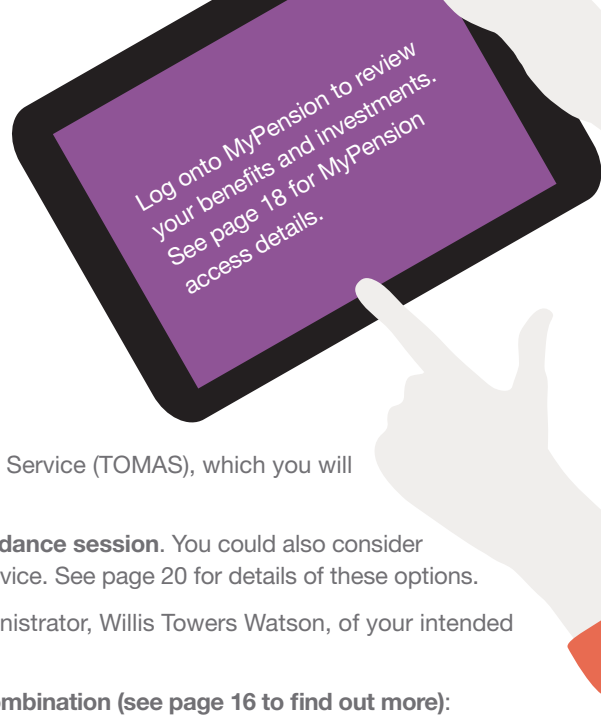 Log onto MyPension to review
your benefits and investments.
See page 18 for MyPension
access details.
Service (TOMAS), which you will
dance session. You could also consider
vice. See page 20 for details of these options.
nistrator, Willis Towers Watson, of your intended
ombination (see page 16 to find out more):